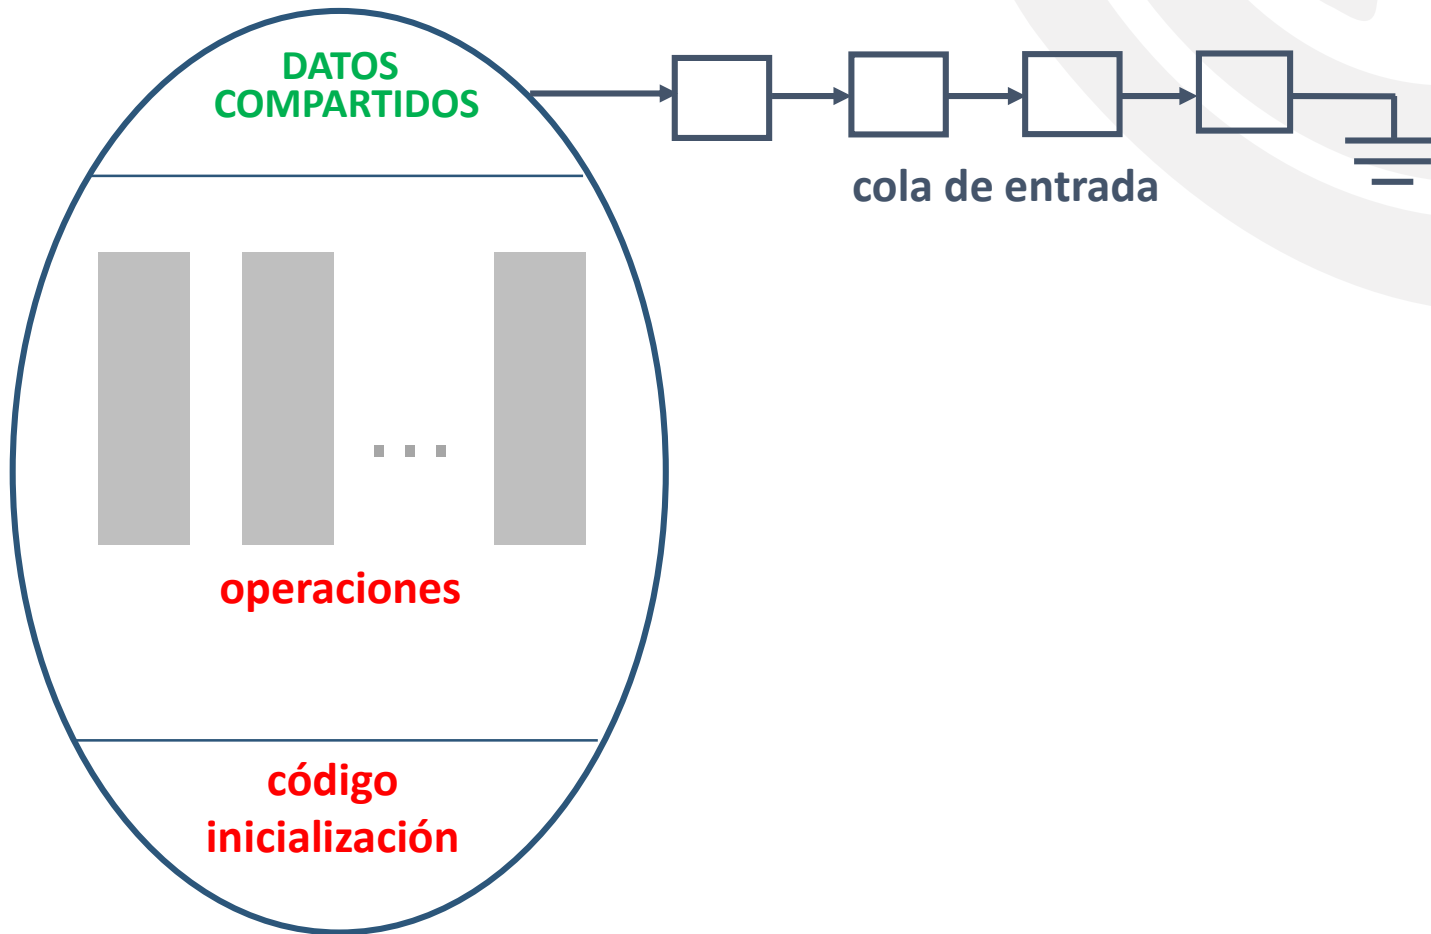 DATOS
COMPARTIDOS
cola de entrada
operaciones
código
inicialización